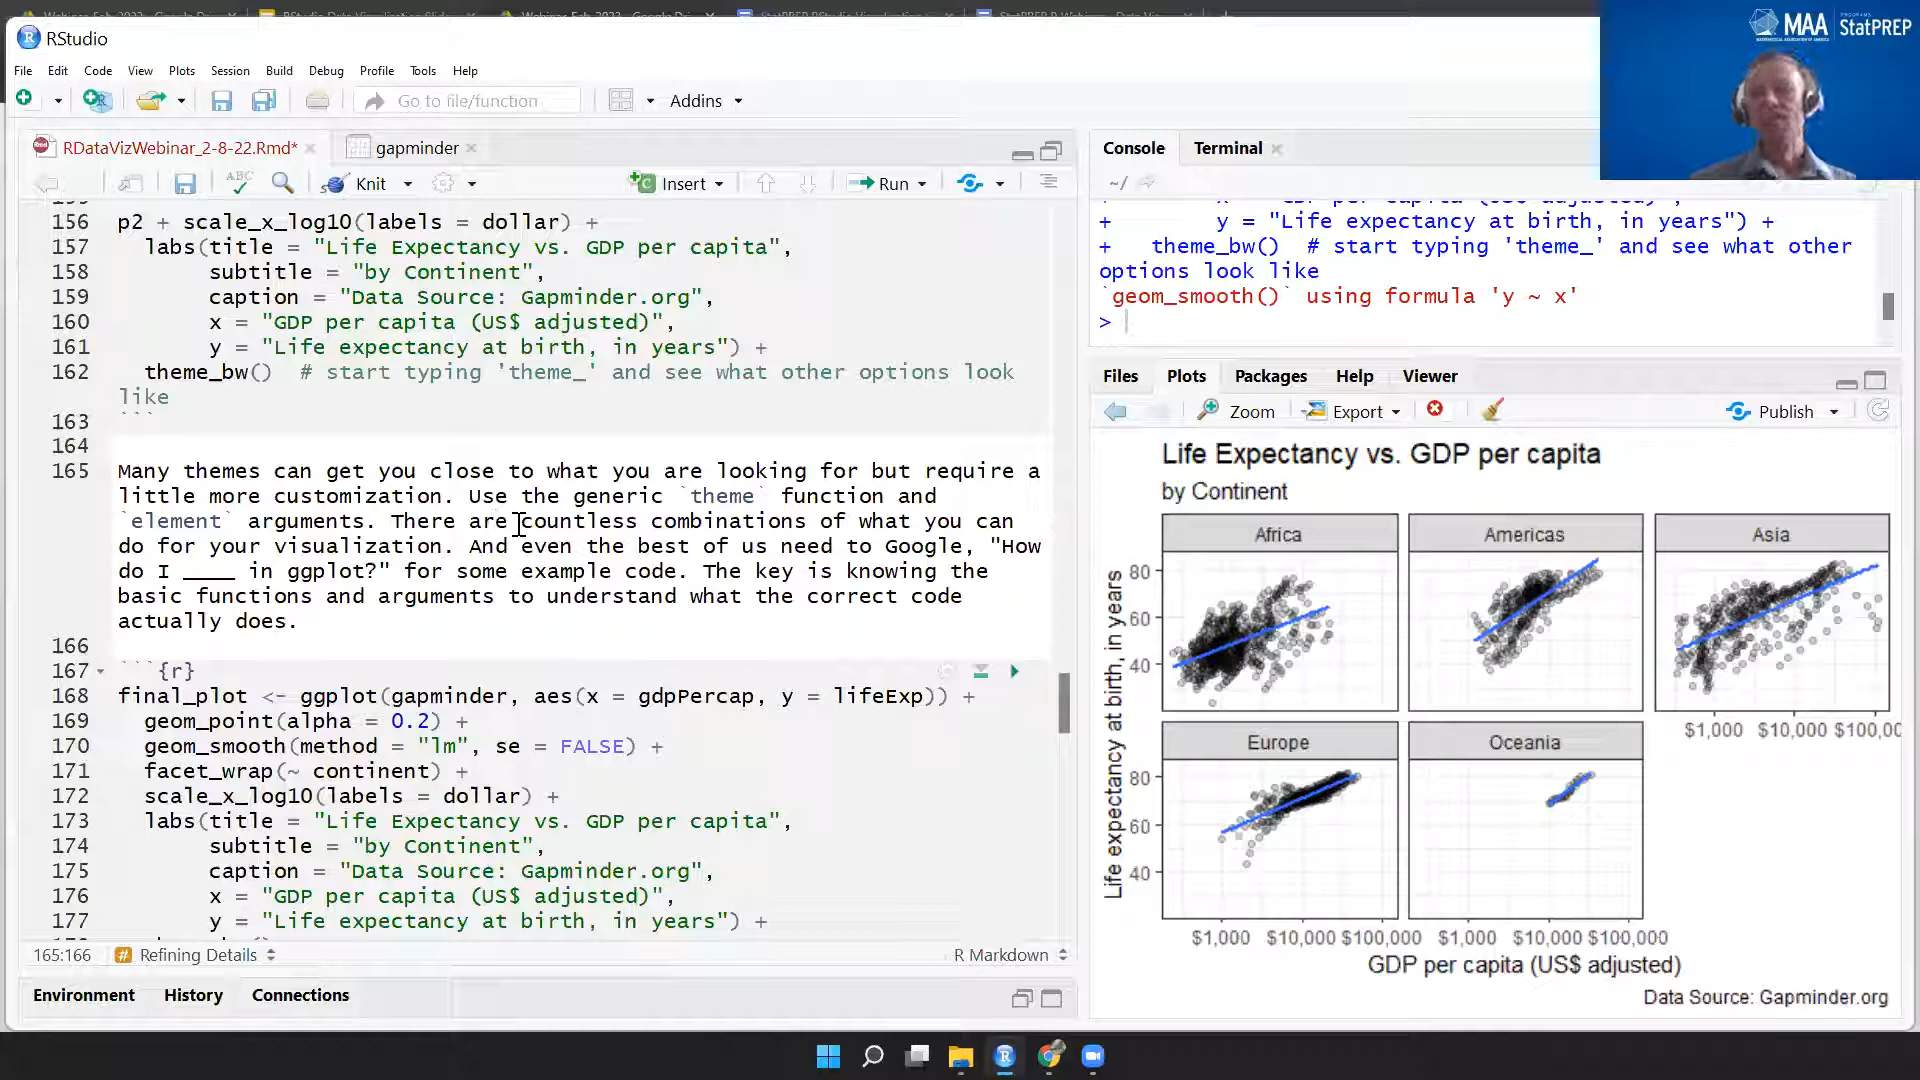 RStudio
MAA
PROGRAMS
StatPREP
File Edit Code View Plots Session Build Debug Profile Tools Help
Go to file/function
Addins
RDataVizWebinar_2-8-22.Rmd*
gapminder
ABC
Knit
Insert
Run
156 p2 + scale_x_log10(labels = dollar) +
157 labs(title = "Life Expectancy vs. GDP per capita",
158 subtitle = "by Continent",
159 caption = "Data Source: Gapminder.org",
160 x = "GDP per capita (US$ adjusted)",
161 y = "Life expectancy at birth, in years") +
162 theme_bw() # start typing 'theme_' and see what other options look
like
163 ```
164
165 Many themes can get you close to what you are looking for but require a
little more customization. Use the generic `theme` function and
`element` arguments. There are countless combinations of what you can
do for your visualization. And even the best of us need to Google, "How
do I ____ in ggplot?" for some example code. The key is knowing the
basic functions and arguments to understand what the correct code
actually does.
166
167 ```{r}
168 final_plot <- ggplot(gapminder, aes(x = gdpPercap, y = lifeExp)) +
169 geom_point(alpha = 0.2) +
170 geom_smooth(method = "lm", se = FALSE) +
171 facet_wrap(~ continent) +
172 scale_x_log10(labels = dollar) +
173 labs(title = "Life Expectancy vs. GDP per capita",
174 subtitle = "by Continent",
175 caption = "Data Source: Gapminder.org",
176 x = "GDP per capita (US$ adjusted)",
177 y = "Life expectancy at birth, in years") +
165:166
# Refining Details
R Markdown
Environment History Connections
Console Terminal
~/
+ y = "Life expectancy at birth, in years") +
+ theme_bw() # start typing 'theme_' and see what other
options look like
`geom_smooth()` using formula 'y ~ x'
>
Files Plots Packages Help Viewer
Zoom Export Publish
Life Expectancy vs. GDP per capita
by Continent
Africa Americas Asia
80
60
40
$1,000 $10,000 $100,00
Europe Oceania
80
60
40
$1,000 $10,000 $100,000 $1,000 $10,000 $100,000
Life expectancy at birth, in years
GDP per capita (US$ adjusted)
Data Source: Gapminder.org